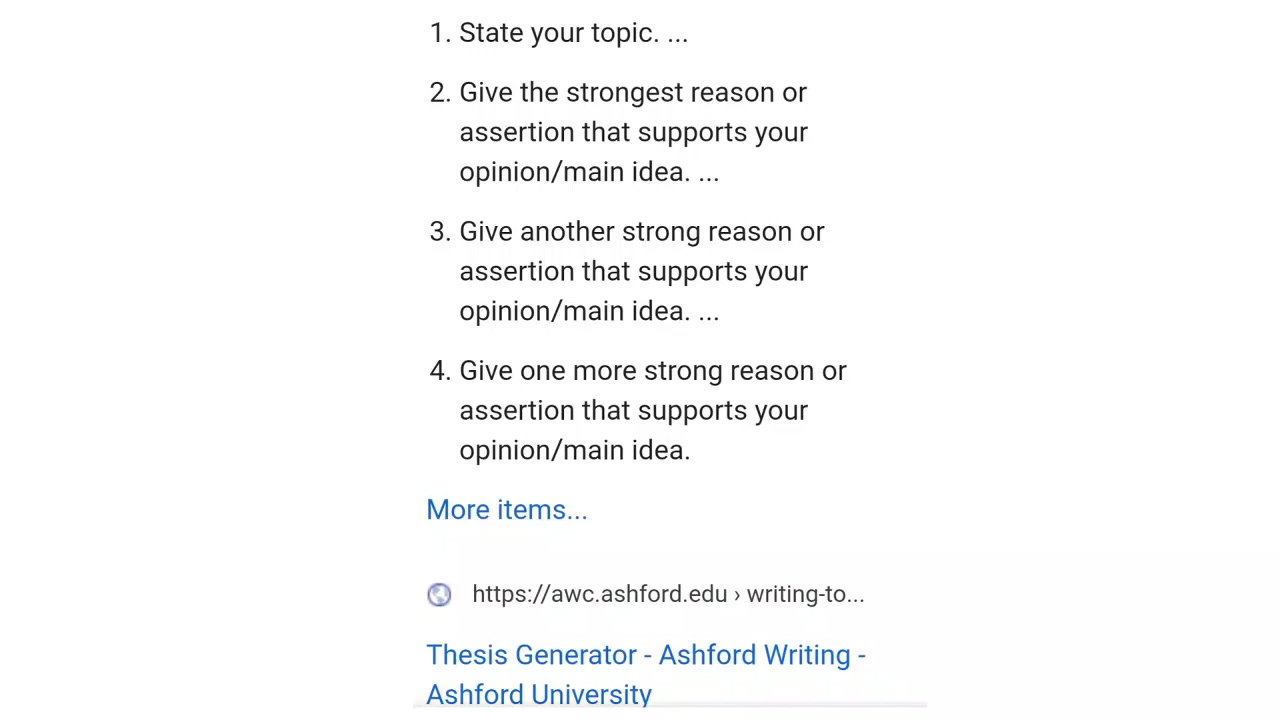 1. State your topic. ...
2. Give the strongest reason or
assertion that supports your
opinion/main idea. ...
3. Give another strong reason or
assertion that supports your
opinion/main idea. ...
4. Give one more strong reason or
assertion that supports your
opinion/main idea.
More items...
https://awc.ashford.edu › writing-to...
Thesis Generator - Ashford Writing -
Ashford University